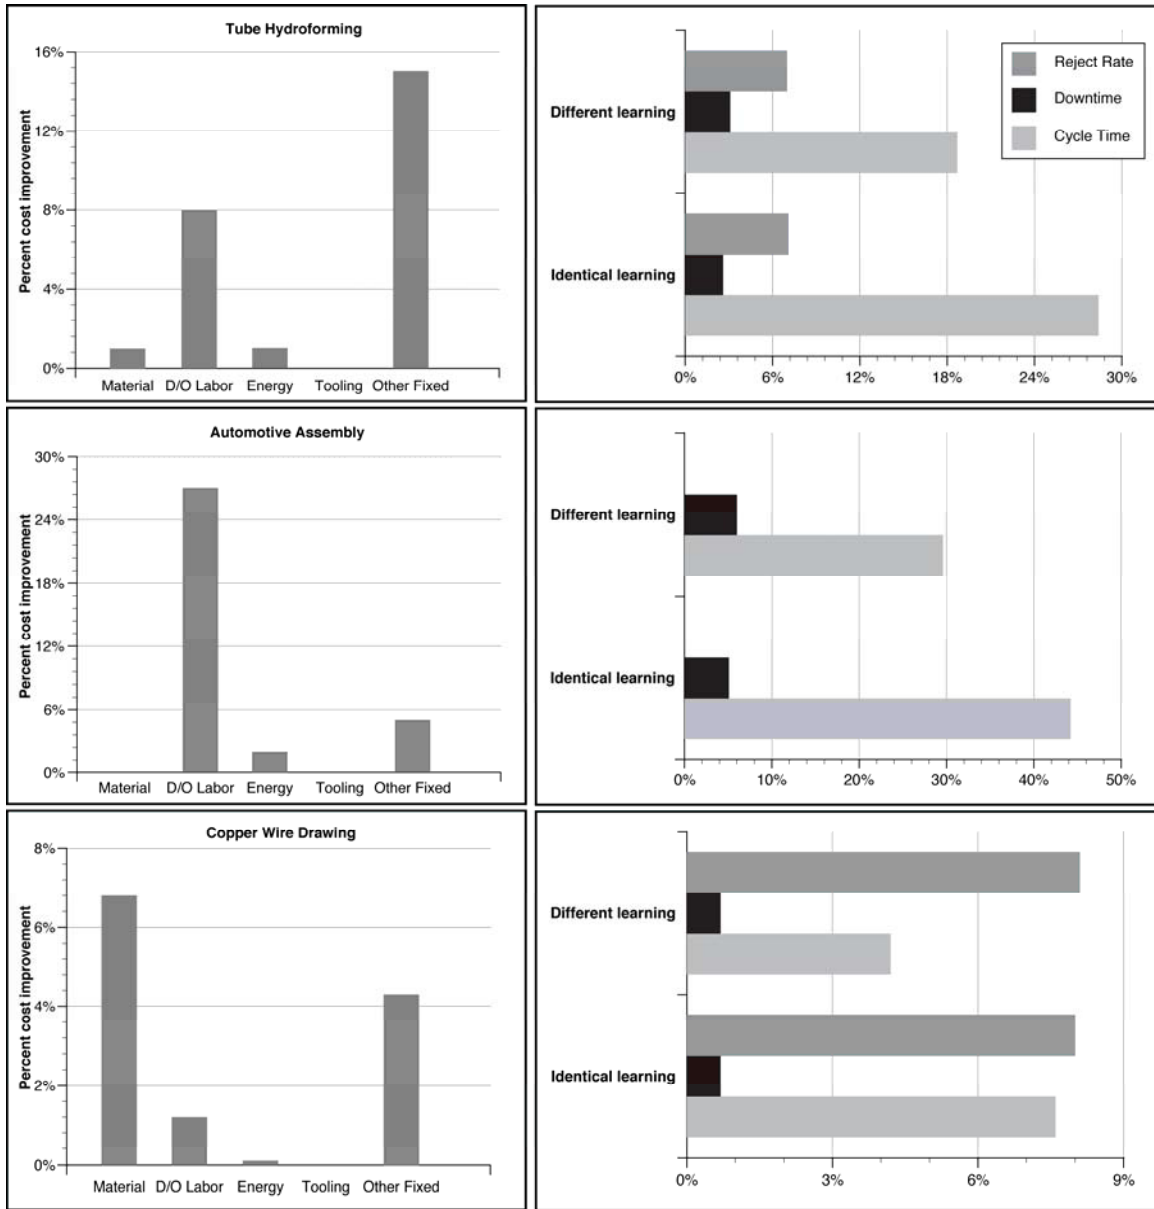 Tube Hydroforming
Percent cost improvement
16%
12%
8%
4%
0%
Material D/O Labor Energy Tooling Other Fixed
Reject Rate
Downtime
Cycle Time
Different learning
Identical learning
0% 6% 12% 18% 24% 30%
Automotive Assembly
Percent cost improvement
30%
24%
18%
12%
6%
0%
Material D/O Labor Energy Tooling Other Fixed
Different learning
Identical learning
0% 10% 20% 30% 40% 50%
Copper Wire Drawing
Percent cost improvement
8%
6%
4%
2%
0%
Material D/O Labor Energy Tooling Other Fixed
Different learning
Identical learning
0% 3% 6% 9%